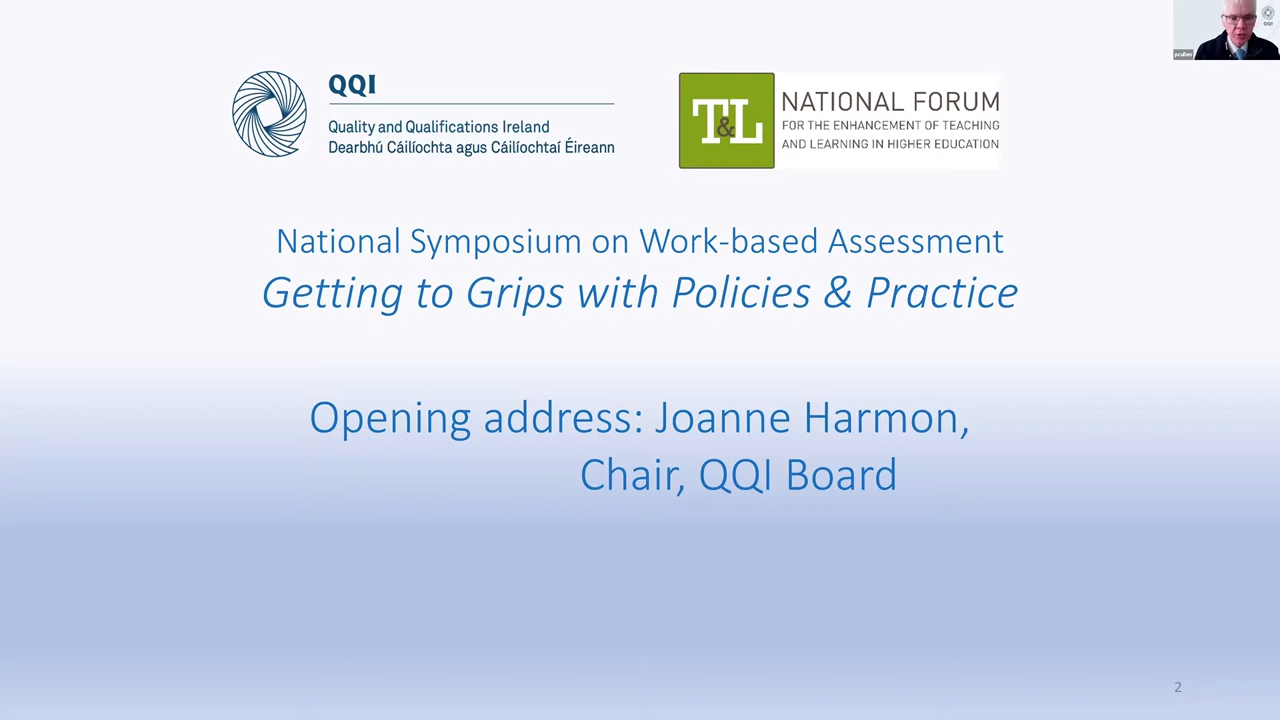 pcullen
QQI
QQI
Quality and Qualifications Ireland
Dearbhú Cáilíochta agus Cáilíochtaí Éireann
T&L
NATIONAL FORUM
FOR THE ENHANCEMENT OF TEACHING
AND LEARNING IN HIGHER EDUCATION
National Symposium on Work-based Assessment
Getting to Grips with Policies & Practice
Opening address: Joanne Harmon,
Chair, QQI Board
2